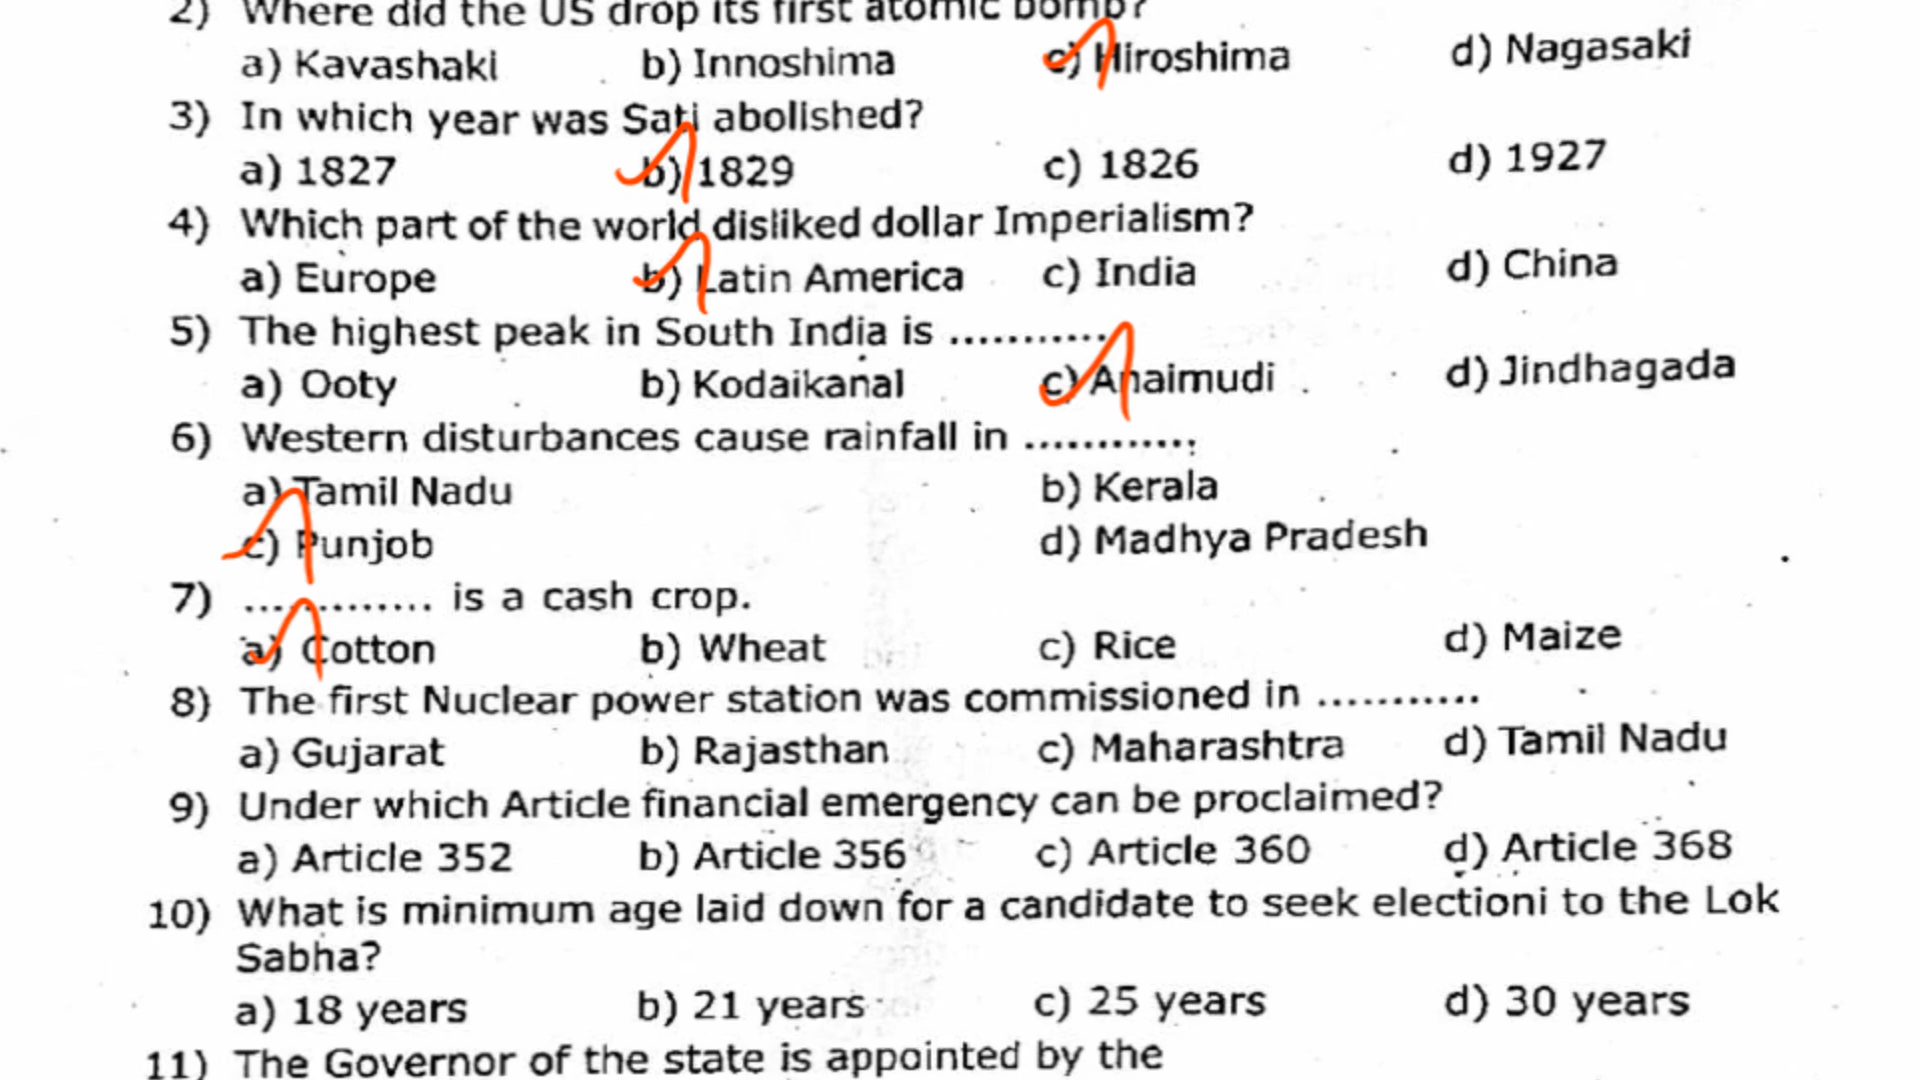 2) Where did the US drop its first atomic bomb?
a) Kavashaki b) Innoshima c) Hiroshima d) Nagasaki
3) In which year was Sati abolished?
a) 1827 b) 1829 c) 1826 d) 1927
4) Which part of the world disliked dollar Imperialism?
a) Europe b) Latin America c) India d) China
5) The highest peak in South India is ...........
a) Ooty b) Kodaikanal c) Anaimudi d) Jindhagada
6) Western disturbances cause rainfall in ............
a) Tamil Nadu b) Kerala
c) Punjob d) Madhya Pradesh
7) ............. is a cash crop.
a) Cotton b) Wheat c) Rice d) Maize
8) The first Nuclear power station was commissioned in ...........
a) Gujarat b) Rajasthan c) Maharashtra d) Tamil Nadu
9) Under which Article financial emergency can be proclaimed?
a) Article 352 b) Article 356 c) Article 360 d) Article 368
10) What is minimum age laid down for a candidate to seek electioni to the Lok
Sabha?
a) 18 years b) 21 years c) 25 years d) 30 years
11) The Governor of the state is appointed by the